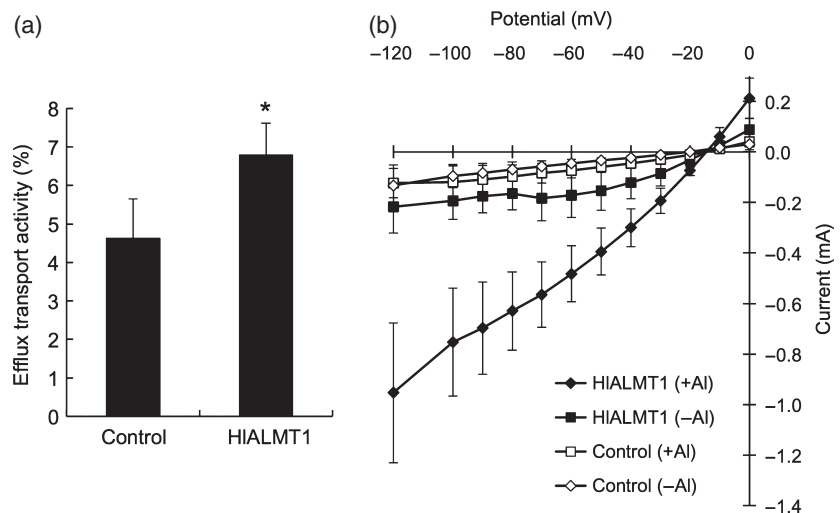 (a)
Efflux transport activity (%)
8
7
6
5
4
3
2
1
0
Control
HlALMT1
*
(b)
Potential (mV)
–120
–100
–80
–60
–40
–20
0
0.2
0.0
–0.2
–0.4
–0.6
–0.8
–1.0
–1.2
–1.4
Current (mA)
HlALMT1 (+Al)
HlALMT1 (–Al)
Control (+Al)
Control (–Al)